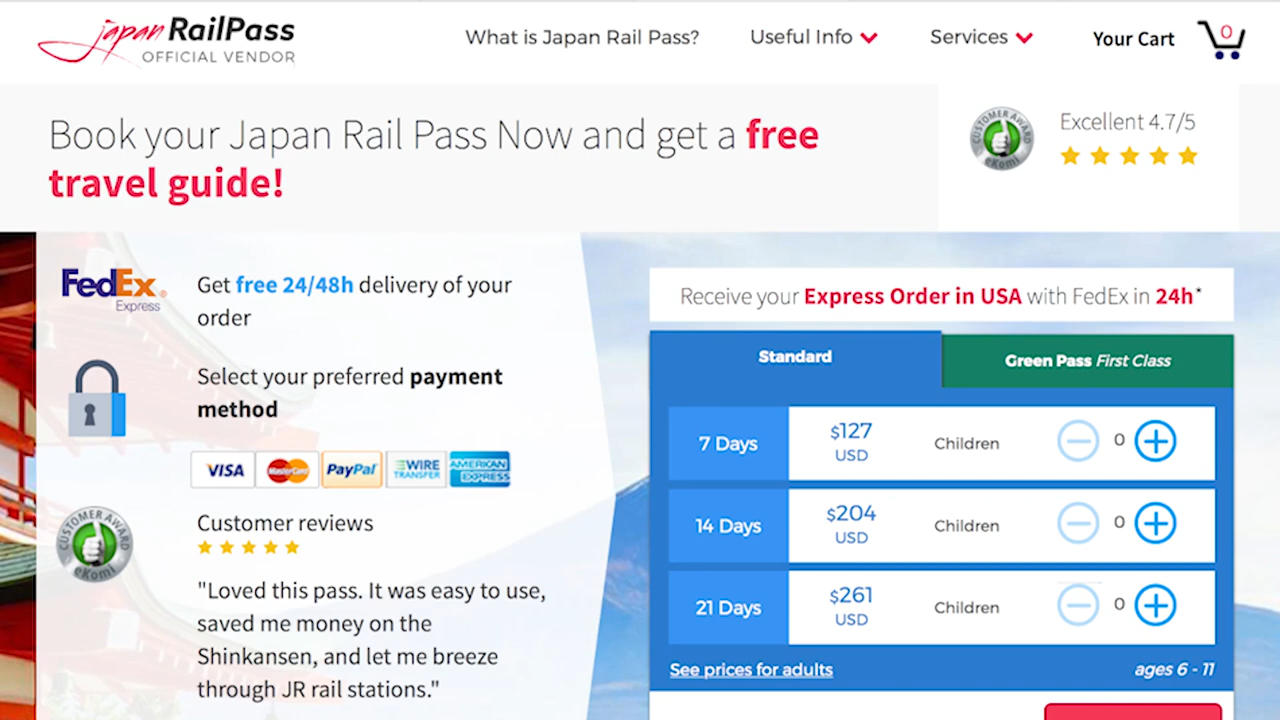 Japan RailPass
OFFICIAL VENDOR
What is Japan Rail Pass?
Useful Info
Services
Your Cart
0
Book your Japan Rail Pass Now and get a free
travel guide!
CUSTOMER AWARD
eKomi
Excellent 4.7/5
FedEx®
Express
Get free 24/48h delivery of your
order
Select your preferred payment
method
VISA
MasterCard
PayPal
WIRE
TRANSFER
AMERICAN
EXPRESS
CUSTOMER AWARD
eKomi
Customer reviews
"Loved this pass. It was easy to use,
saved me money on the
Shinkansen, and let me breeze
through JR rail stations."
Receive your Express Order in USA with FedEx in 24h*
Standard
Green Pass First Class
7 Days
$127
USD
Children
0
14 Days
$204
USD
Children
0
21 Days
$261
USD
Children
0
See prices for adults
ages 6 - 11